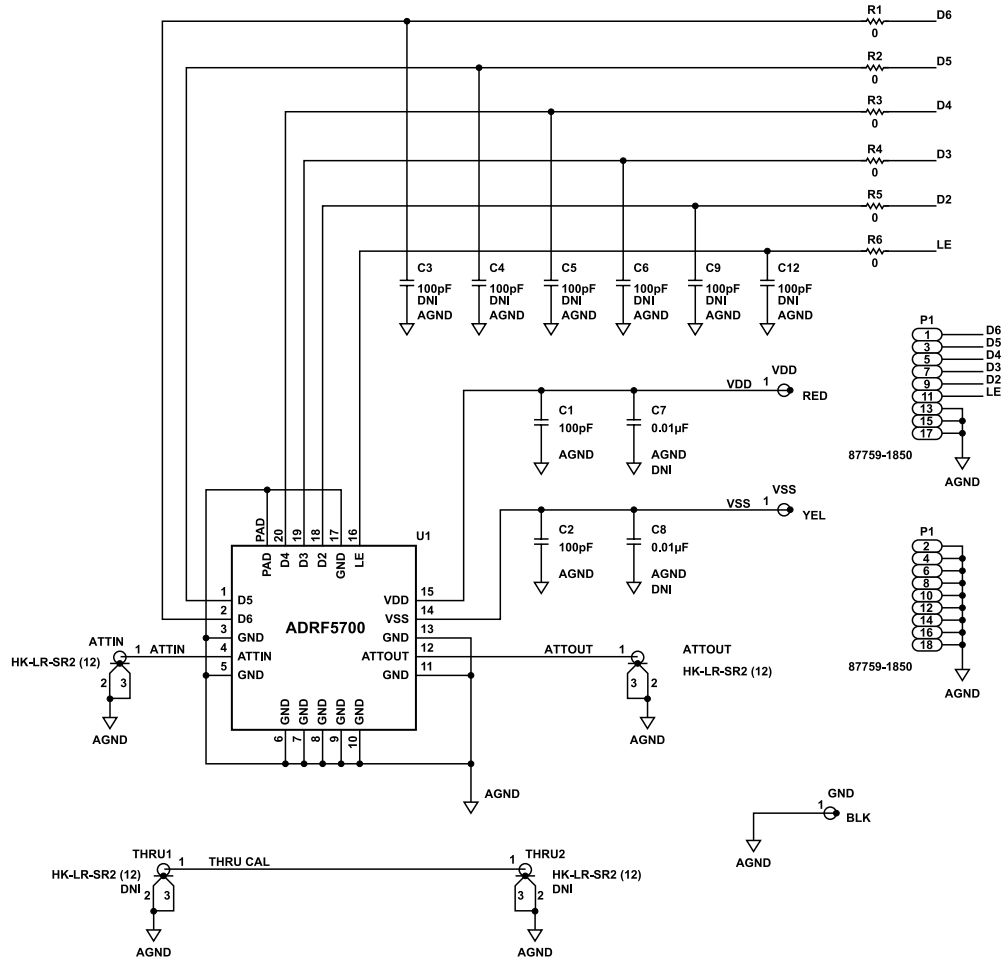 R1
D6
0
R2
D5
0
R3
D4
0
R4
D3
0
R5
D2
0
R6
LE
0
C3
100pF
DNI
AGND
C4
100pF
DNI
AGND
C5
100pF
DNI
AGND
C6
100pF
DNI
AGND
C9
100pF
DNI
AGND
C12
100pF
DNI
AGND
P1
1 D6
3 D5
5 D4
7 D3
9 D2
11 LE
13
15
17
87759-1850
AGND
VDD
VDD 1
RED
C1
100pF
AGND
C7
0.01µF
AGND
DNI
VSS
VSS 1
YEL
C2
100pF
AGND
C8
0.01µF
AGND
DNI
P1
2
4
6
8
10
12
14
16
18
87759-1850
AGND
U1
ADRF5700
PAD PAD
20 D4
19 D3
18 D2
17 GND
16 LE
1 D5
2 D6
3 GND
4 ATTIN
5 GND
6 GND
7 GND
8 GND
9 GND
10 GND
VDD 15
VSS 14
GND 13
ATTOUT 12
GND 11
ATTIN
1 ATTIN
HK-LR-SR2 (12)
2 3
AGND
ATTOUT 1
ATTOUT
HK-LR-SR2 (12)
3 2
AGND
AGND
GND
1
BLK
AGND
THRU1
1 THRU CAL
HK-LR-SR2 (12)
DNI
2 3
AGND
THRU2
1
HK-LR-SR2 (12)
DNI
3 2
AGND